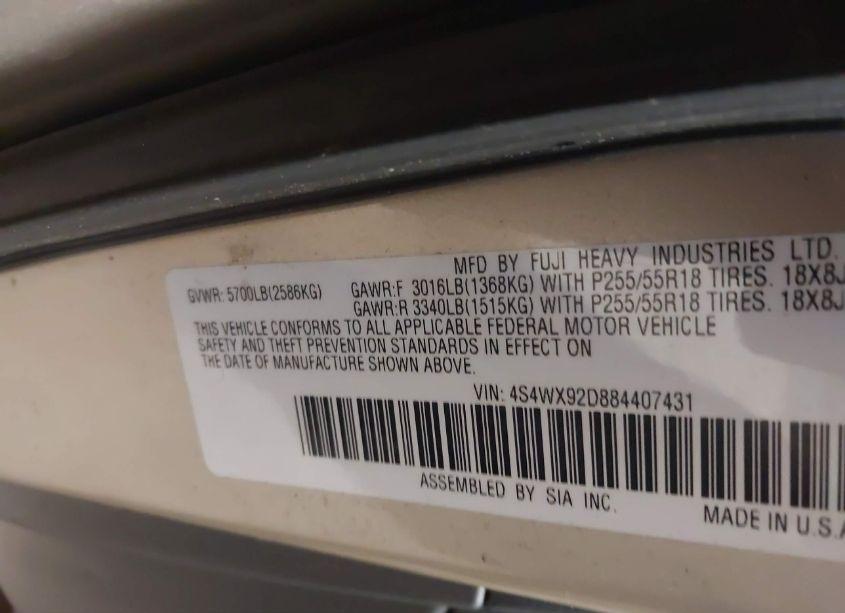 MFD BY FUJI HEAVY INDUSTRIES LTD.
GVWR: 5700LB(2586KG) GAWR:F 3016LB(1368KG) WITH P255/55R18 TIRES. 18X8J
GAWR:R 3340LB(1515KG) WITH P255/55R18 TIRES. 18X8J
THIS VEHICLE CONFORMS TO ALL APPLICABLE FEDERAL MOTOR VEHICLE
SAFETY AND THEFT PREVENTION STANDARDS IN EFFECT ON
THE DATE OF MANUFACTURE SHOWN ABOVE.
VIN: 4S4WX92D884407431
ASSEMBLED BY SIA INC.
MADE IN U.S.A